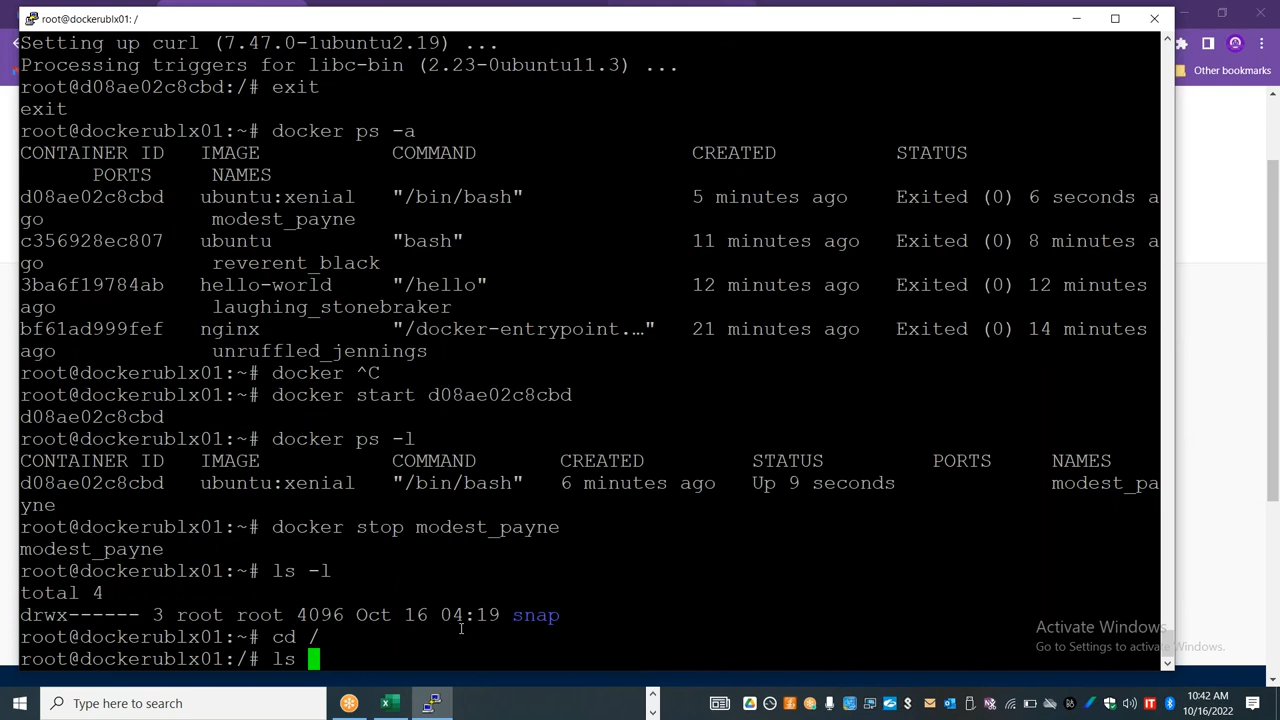 root@dockerublx01: /
Setting up curl (7.47.0-1ubuntu2.19) ...
Processing triggers for libc-bin (2.23-0ubuntu11.3) ...
root@d08ae02c8cbd:/# exit
exit
root@dockerublx01:~# docker ps -a
CONTAINER ID   IMAGE          COMMAND                  CREATED          STATUS
      PORTS     NAMES
d08ae02c8cbd   ubuntu:xenial   "/bin/bash"              5 minutes ago    Exited (0) 6 seconds a
go                modest_payne
c356928ec807   ubuntu          "bash"                   11 minutes ago   Exited (0) 8 minutes a
go                reverent_black
3ba6f19784ab   hello-world     "/hello"                 12 minutes ago   Exited (0) 12 minutes
ago               laughing_stonebraker
bf61ad999fef   nginx           "/docker-entrypoint.…"   21 minutes ago   Exited (0) 14 minutes
ago               unruffled_jennings
root@dockerublx01:~# docker ^C
root@dockerublx01:~# docker start d08ae02c8cbd
d08ae02c8cbd
root@dockerublx01:~# docker ps -l
CONTAINER ID   IMAGE           COMMAND       CREATED         STATUS         PORTS     NAMES
d08ae02c8cbd   ubuntu:xenial   "/bin/bash"   6 minutes ago   Up 9 seconds             modest_pa
yne
root@dockerublx01:~# docker stop modest_payne
modest_payne
root@dockerublx01:~# ls -l
total 4
drwx------ 3 root root 4096 Oct 16 04:19 snap
root@dockerublx01:~# cd /
root@dockerublx01:/# ls
Other bookmarks
Activate Windows
Go to Settings to activate Windows.
Type here to search
10:42 AM
10/16/2022